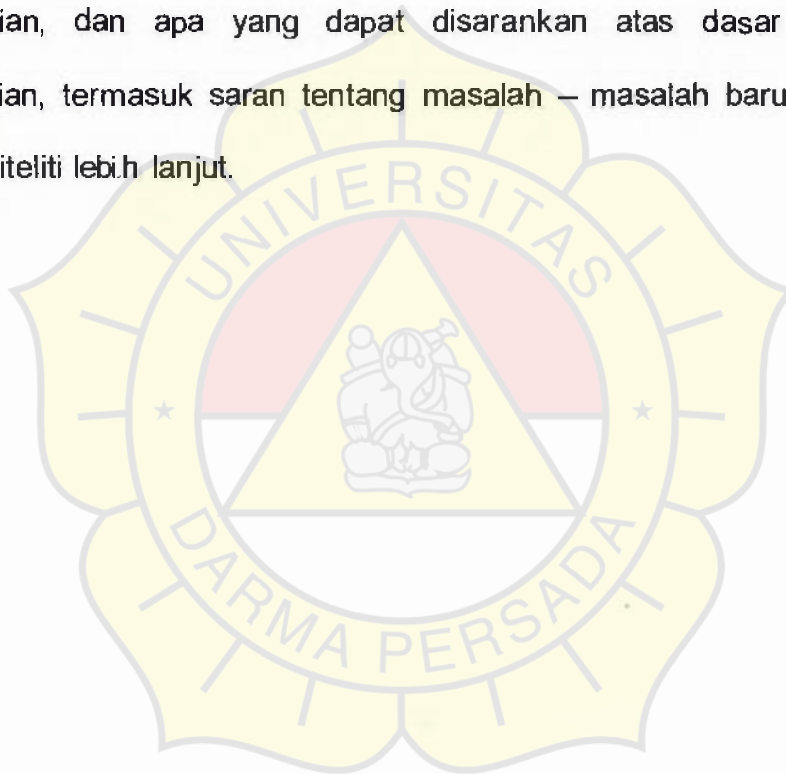 ian, dan apa yang dapat disarankan atas dasar
ian, termasuk saran tentang masalah – masalah baru
iteliti lebi.h lanjut.
UNIVERSITAS
DARMA PERSADA